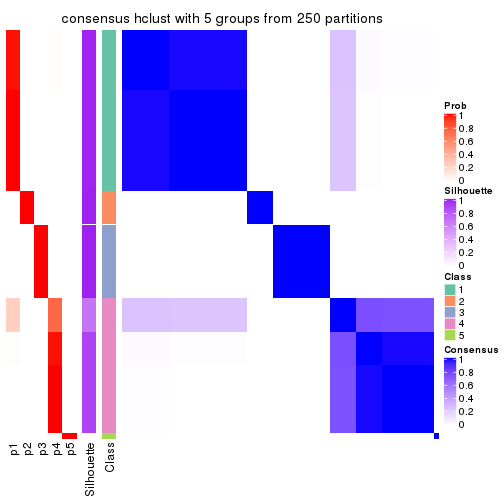 consensus hclust with 5 groups from 250 partitions
Prob
1
0.8
0.6
0.4
0.2
0
Silhouette
1
0.8
0.6
0.4
0.2
0
Class
1
2
3
4
5
Consensus
1
0.8
0.6
0.4
0.2
0
p1
p2
p3
p4
p5
Silhouette
Class